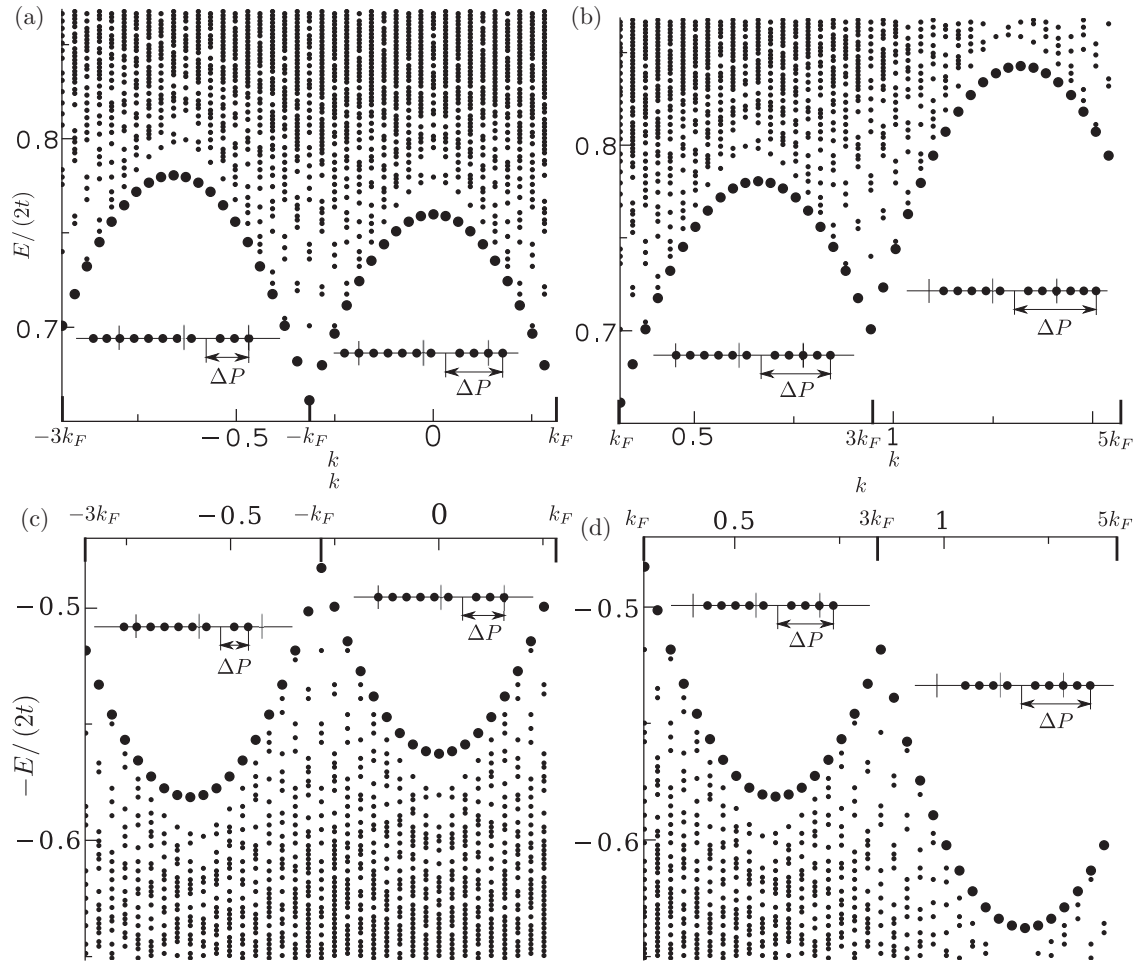 (a)
(b)
0.8
0.7
E/(2t)
ΔP
ΔP
−3k_F
−0.5
−k_F
0
k_F
k
k
0.8
0.7
ΔP
ΔP
k_F
0.5
3k_F
1
5k_F
k
k
(c)
−3k_F
−0.5
−k_F
0
k_F
−0.5
−0.6
−E/(2t)
ΔP
ΔP
(d)
k_F
0.5
3k_F
1
5k_F
−0.5
−0.6
ΔP
ΔP